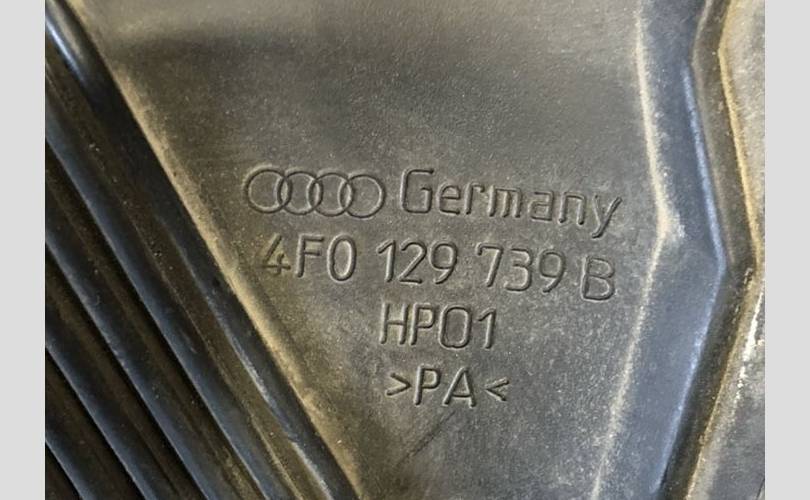 Germany
4F0 129 739 B
HP01
>PA<